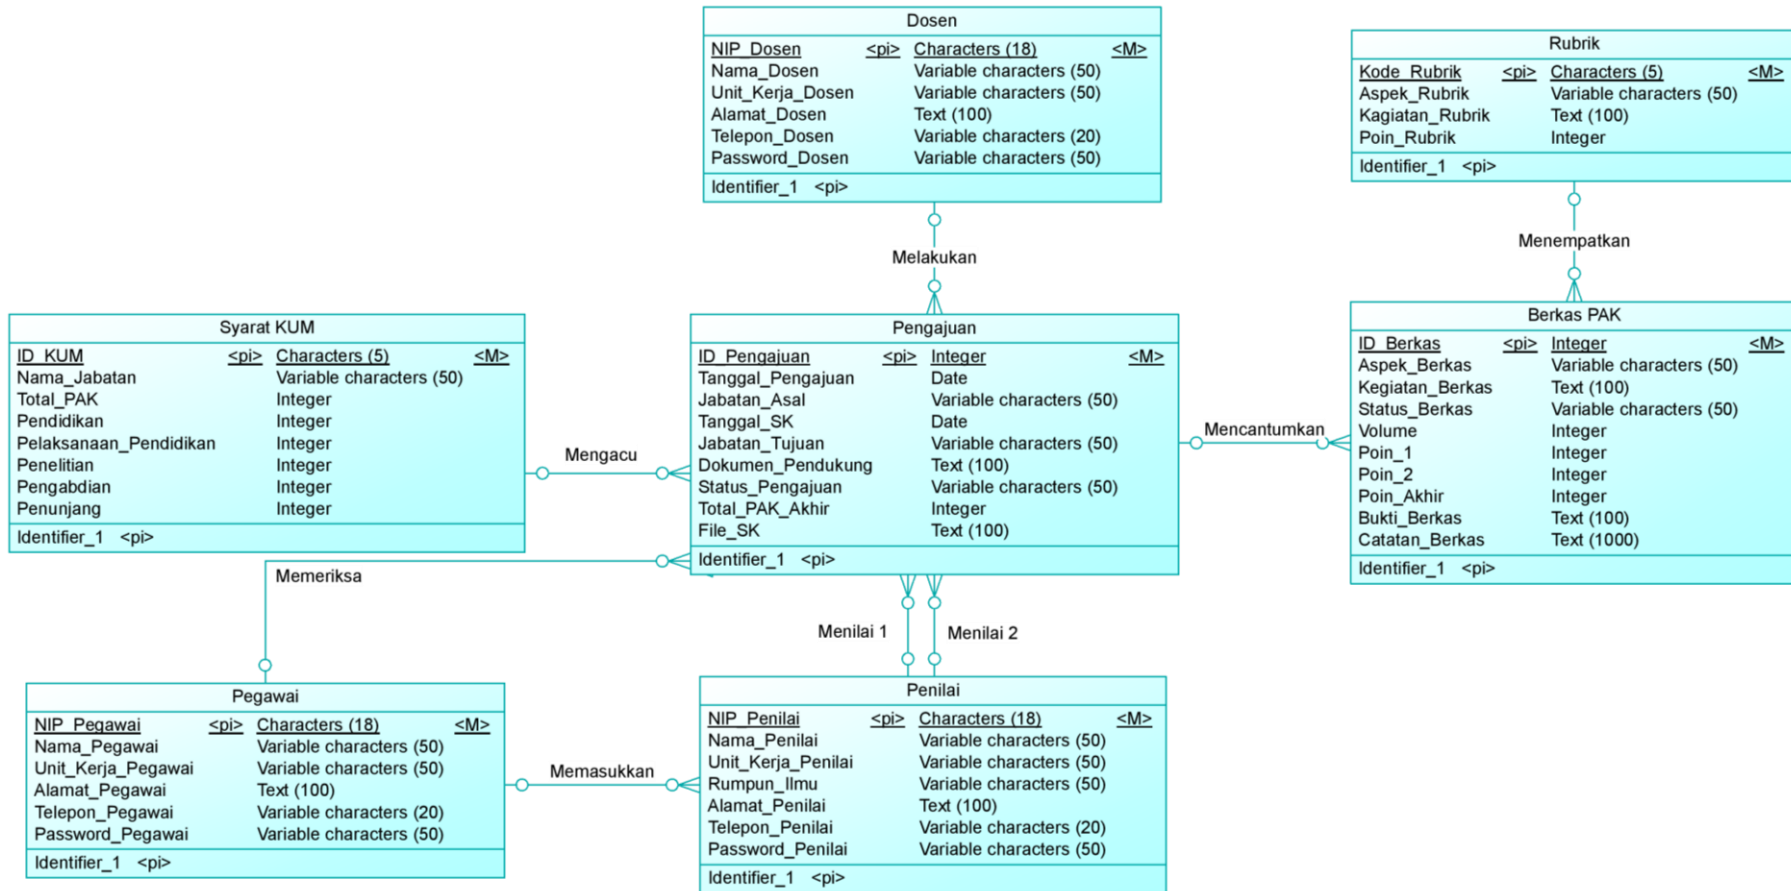 Dosen
NIP_Dosen <pi> Characters (18) <M>
Nama_Dosen Variable characters (50)
Unit_Kerja_Dosen Variable characters (50)
Alamat_Dosen Text (100)
Telepon_Dosen Variable characters (20)
Password_Dosen Variable characters (50)
Identifier_1 <pi>
Rubrik
Kode_Rubrik <pi> Characters (5) <M>
Aspek_Rubrik Variable characters (50)
Kagiatan_Rubrik Text (100)
Poin_Rubrik Integer
Identifier_1 <pi>
Melakukan
Menempatkan
Syarat KUM
ID_KUM <pi> Characters (5) <M>
Nama_Jabatan Variable characters (50)
Total_PAK Integer
Pendidikan Integer
Pelaksanaan_Pendidikan Integer
Penelitian Integer
Pengabdian Integer
Penunjang Integer
Identifier_1 <pi>
Mengacu
Pengajuan
ID_Pengajuan <pi> Integer <M>
Tanggal_Pengajuan Date
Jabatan_Asal Variable characters (50)
Tanggal_SK Date
Jabatan_Tujuan Variable characters (50)
Dokumen_Pendukung Text (100)
Status_Pengajuan Variable characters (50)
Total_PAK_Akhir Integer
File_SK Text (100)
Identifier_1 <pi>
Mencantumkan
Berkas PAK
ID_Berkas <pi> Integer <M>
Aspek_Berkas Variable characters (50)
Kegiatan_Berkas Text (100)
Status_Berkas Variable characters (50)
Volume Integer
Poin_1 Integer
Poin_2 Integer
Poin_Akhir Integer
Bukti_Berkas Text (100)
Catatan_Berkas Text (1000)
Identifier_1 <pi>
Memeriksa
Menilai 1
Menilai 2
Pegawai
NIP_Pegawai <pi> Characters (18) <M>
Nama_Pegawai Variable characters (50)
Unit_Kerja_Pegawai Variable characters (50)
Alamat_Pegawai Text (100)
Telepon_Pegawai Variable characters (20)
Password_Pegawai Variable characters (50)
Identifier_1 <pi>
Memasukkan
Penilai
NIP_Penilai <pi> Characters (18) <M>
Nama_Penilai Variable characters (50)
Unit_Kerja_Penilai Variable characters (50)
Rumpun_Ilmu Variable characters (50)
Alamat_Penilai Text (100)
Telepon_Penilai Variable characters (20)
Password_Penilai Variable characters (50)
Identifier_1 <pi>